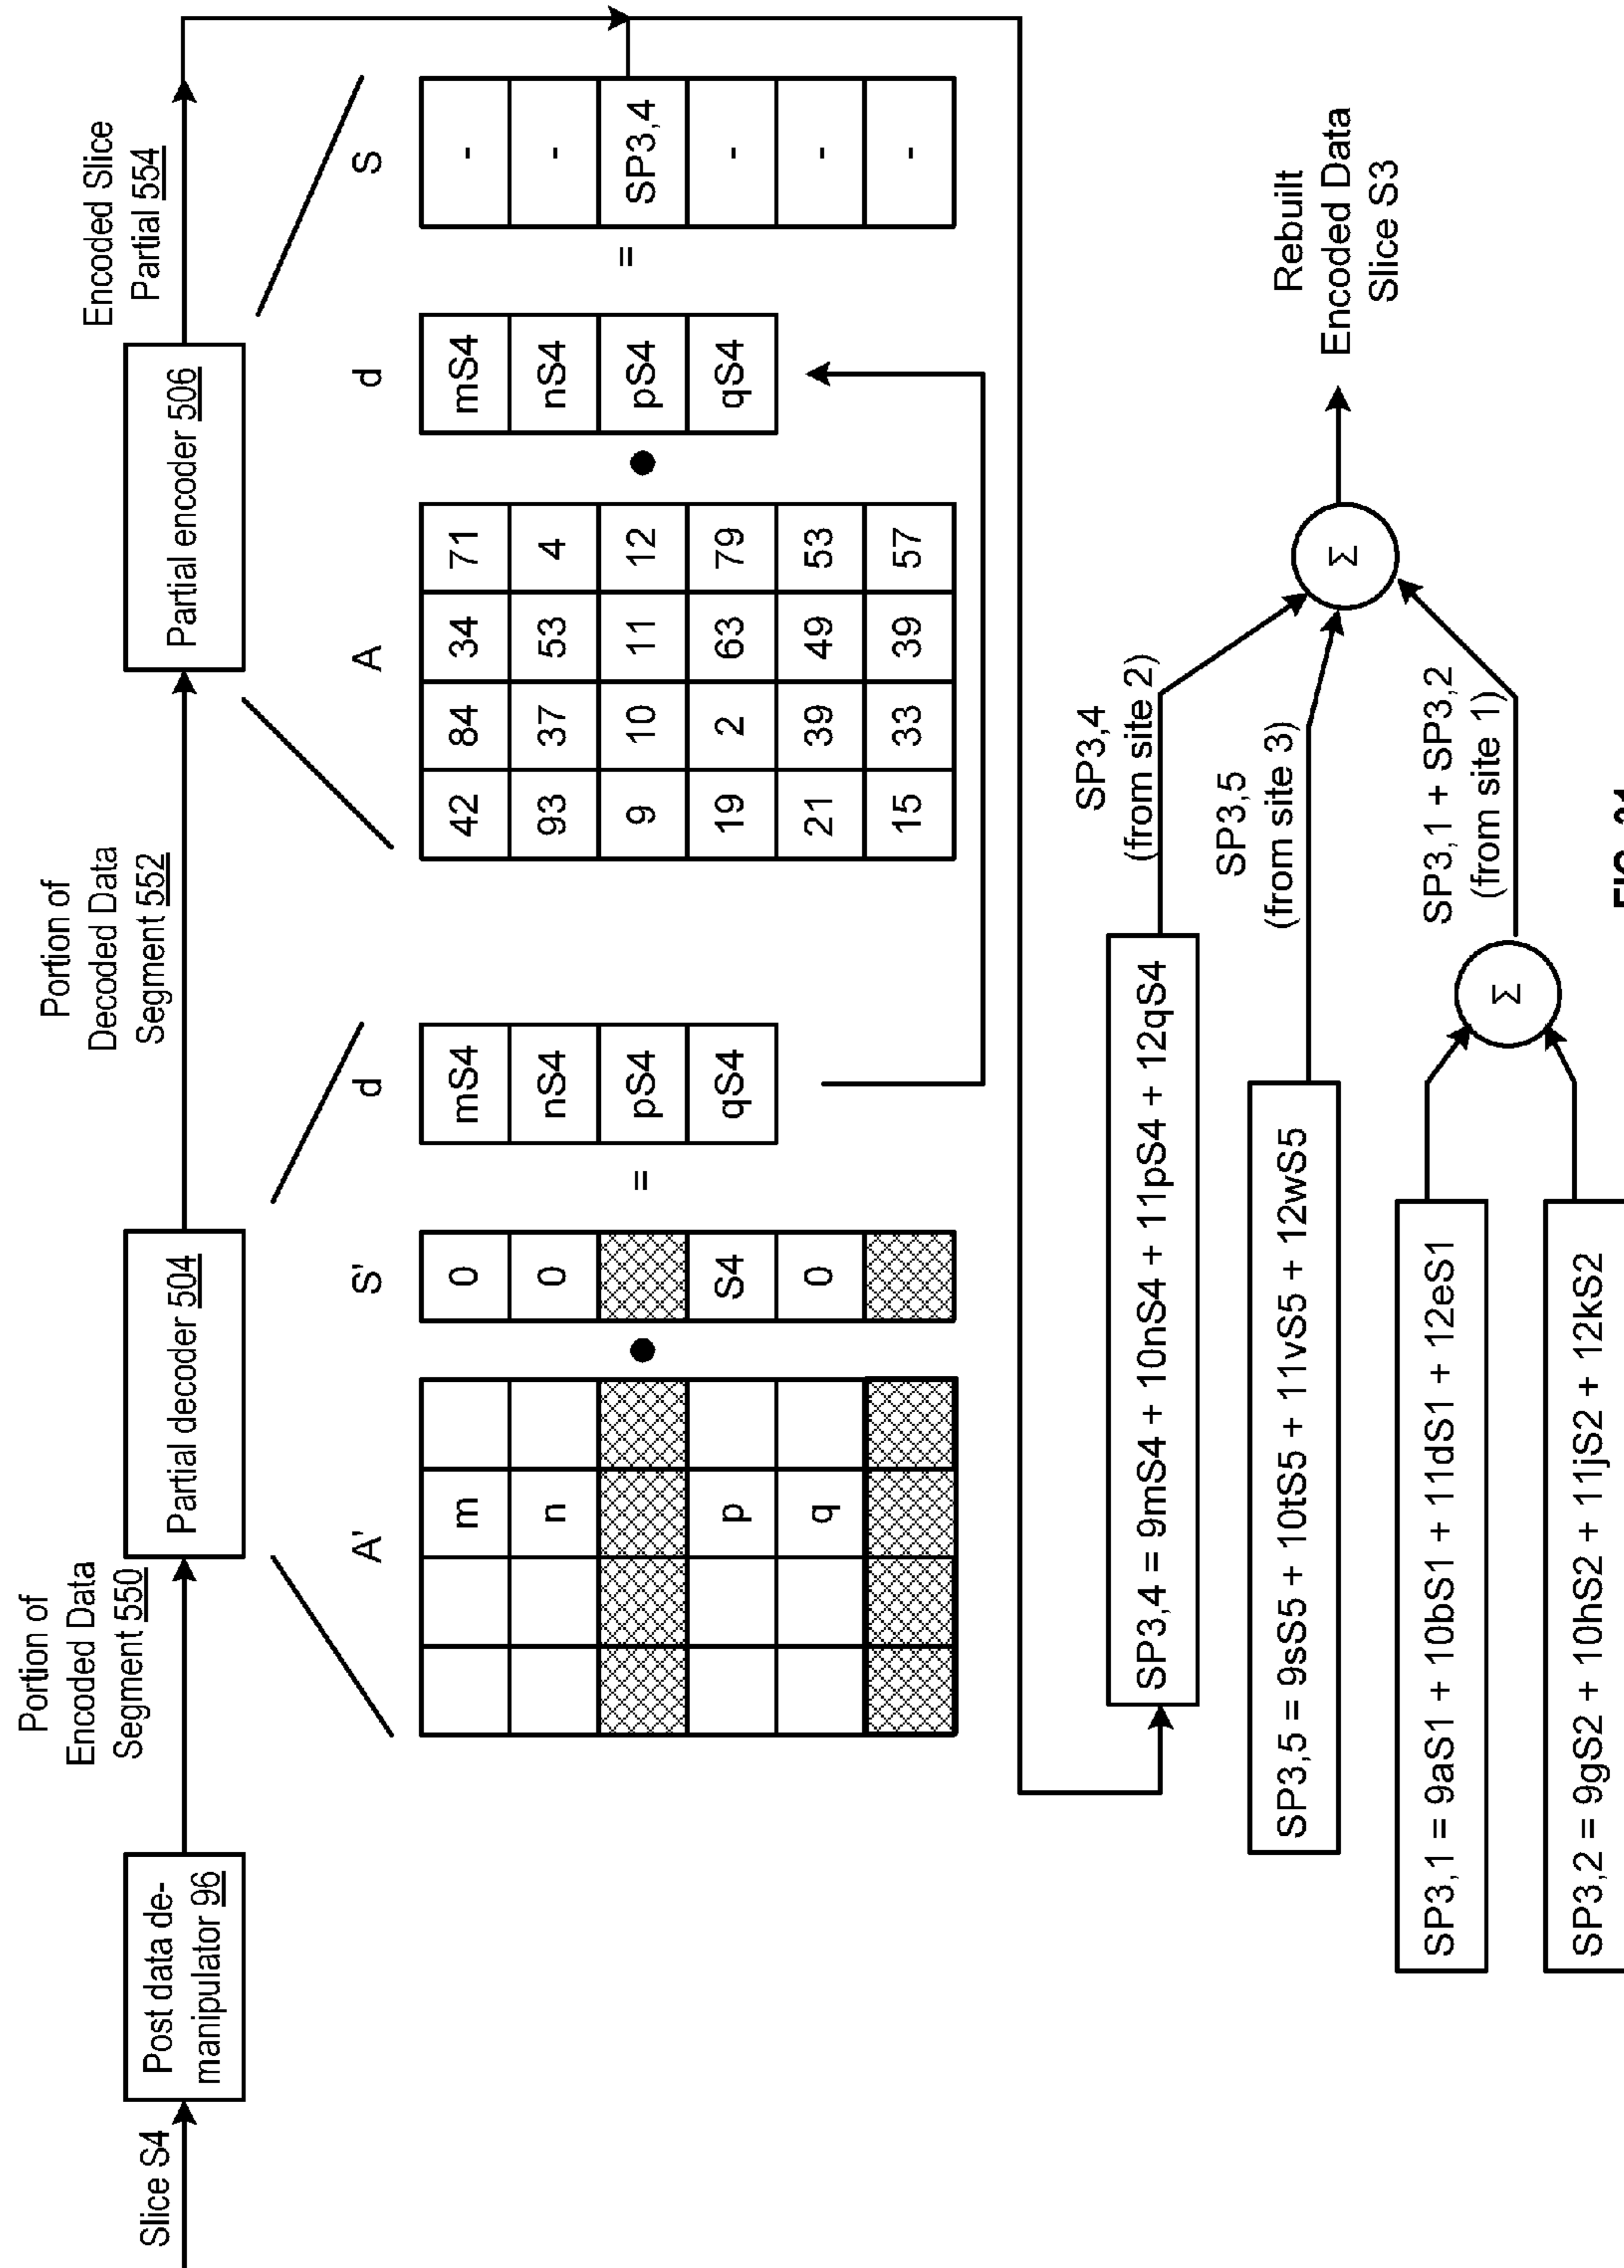 Slice S4
Post data de-
manipulator 96
Portion of
Encoded Data
Segment 550
Partial decoder 504
Portion of
Decoded Data
Segment 552
Partial encoder 506
Encoded Slice
Partial 554
A'
S'
d
A
d
S
m 0 mS4 42 84 34 71 mS4 -
n 0 nS4 93 37 53 4 nS4 -
● = pS4 9 10 11 12 ● pS4 = SP3,4
p S4 qS4 19 2 63 79 qS4 -
q 0 21 39 49 53 -
15 33 39 57 -
SP3,4 = 9mS4 + 10nS4 + 11pS4 + 12qS4
SP3,4
(from site 2)
SP3,5 = 9sS5 + 10tS5 + 11vS5 + 12wS5
SP3,5
(from site 3)
SP3,1 = 9aS1 + 10bS1 + 11dS1 + 12eS1
SP3,2 = 9gS2 + 10hS2 + 11jS2 + 12kS2
Σ
SP3,1 + SP3,2
(from site 1)
Σ
Rebuilt
Encoded Data
Slice S3